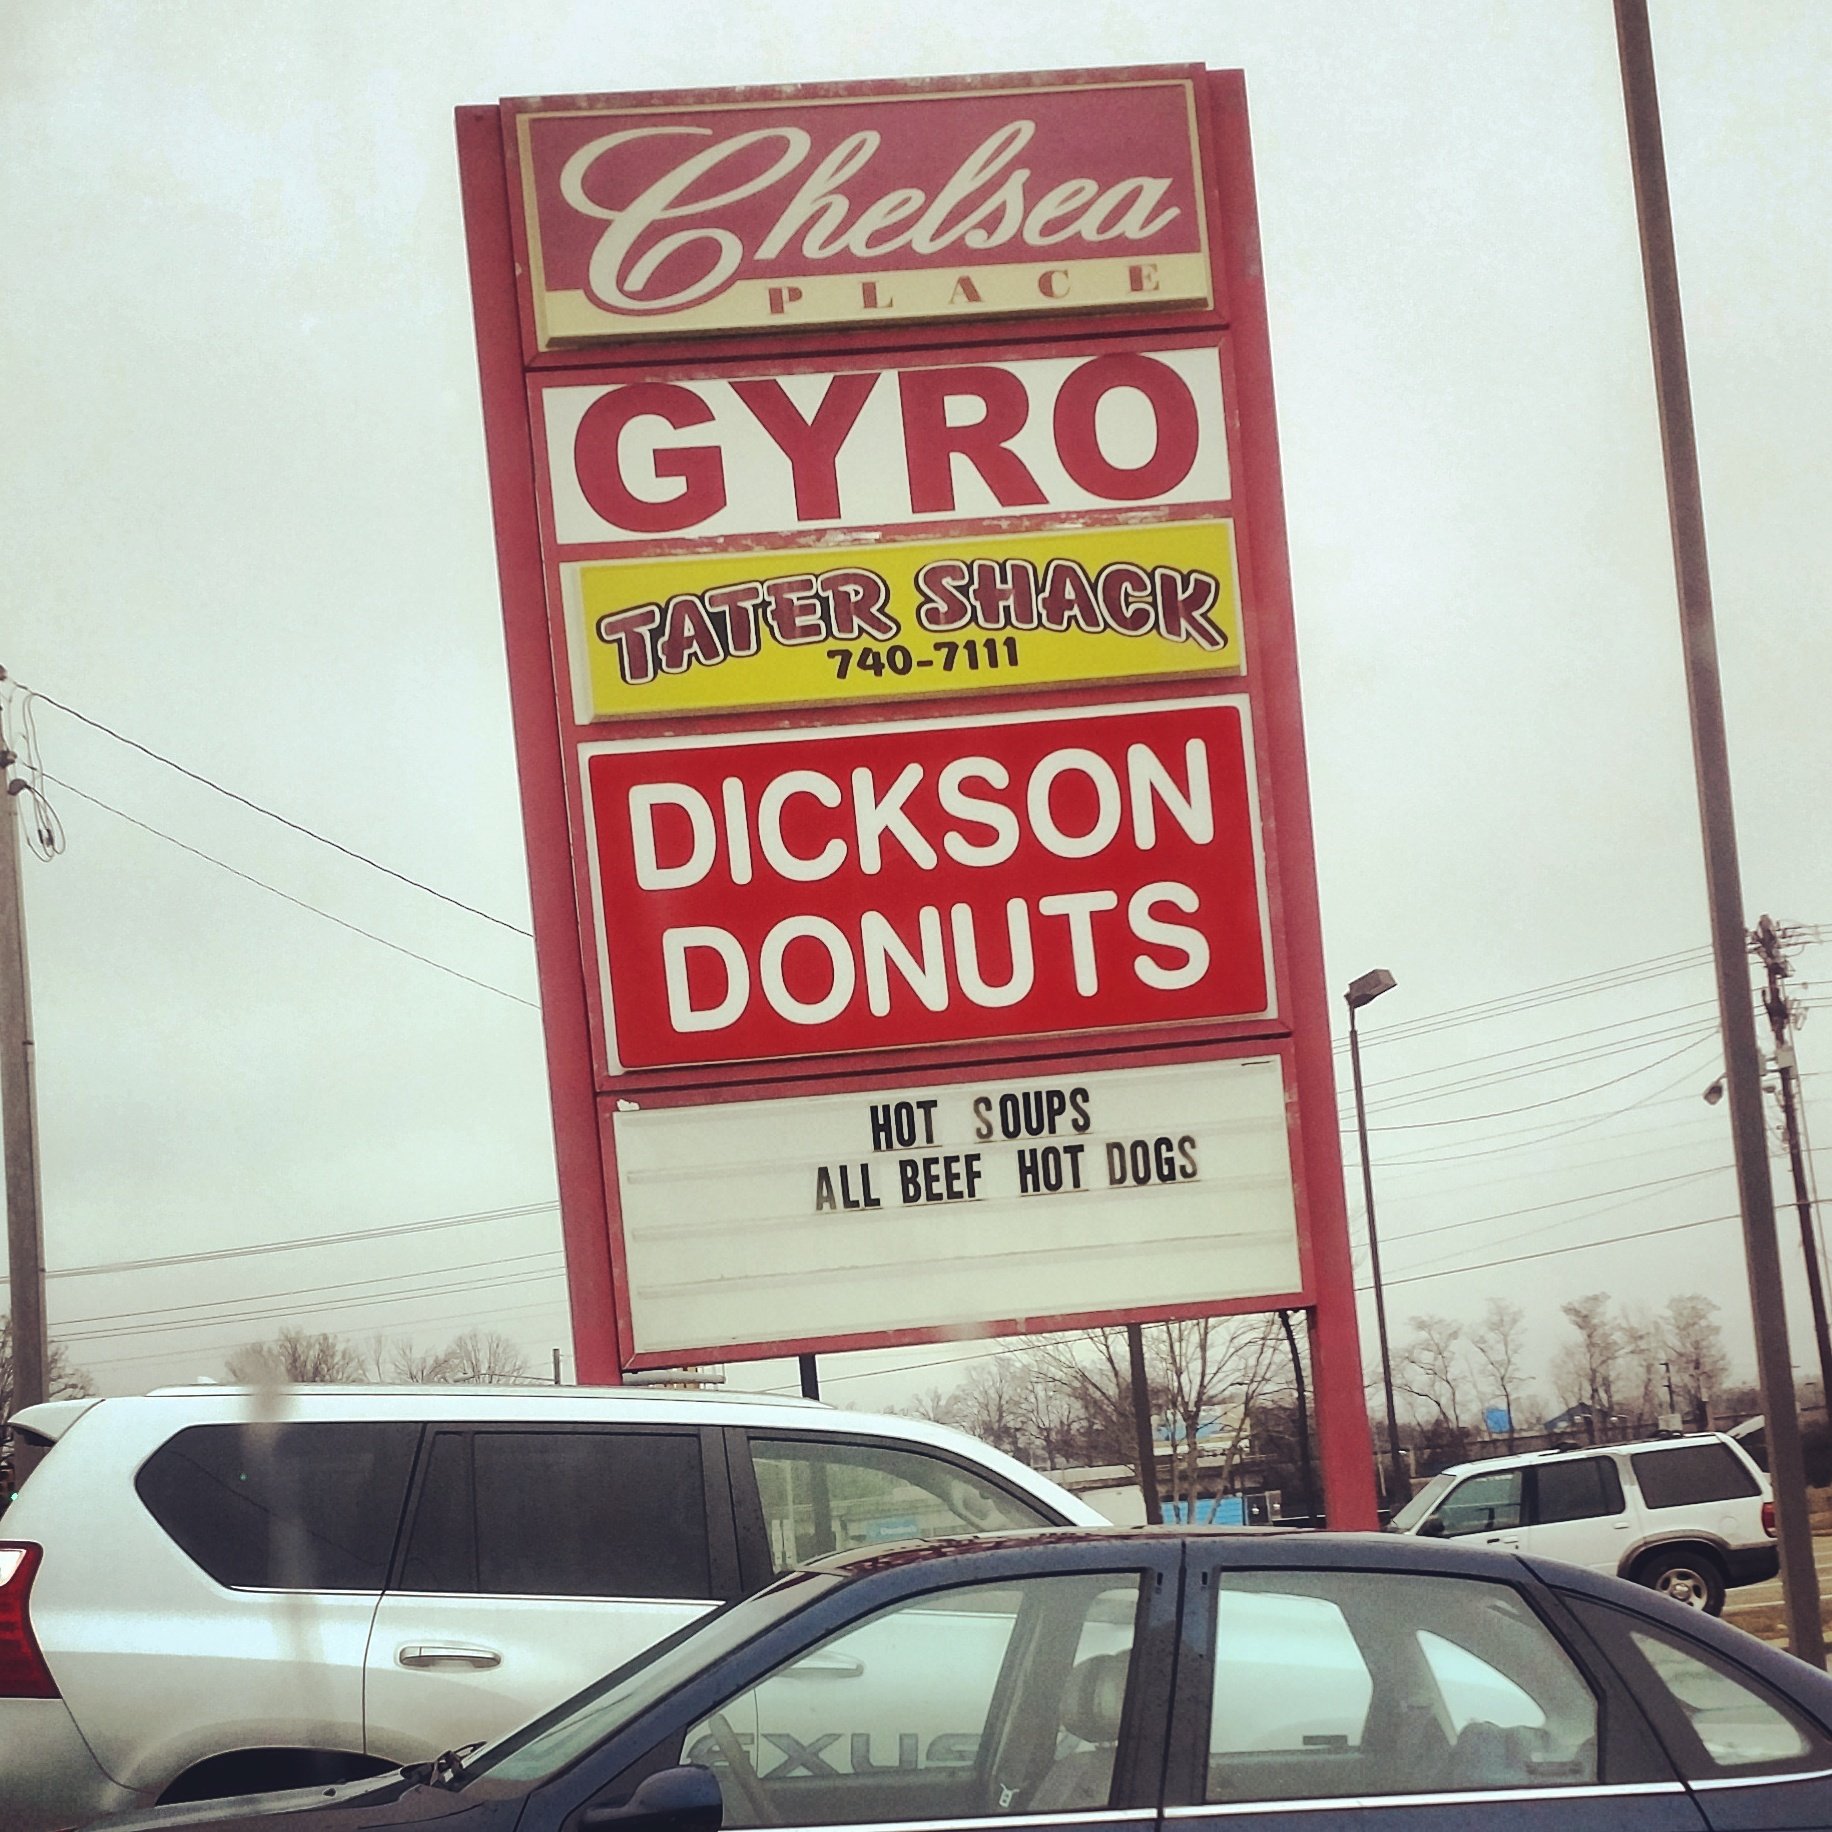 Chelsea
PLACE
GYRO
TATER SHACK
740-7111
DICKSON
DONUTS
HOT SOUPS
ALL BEEF HOT DOGS